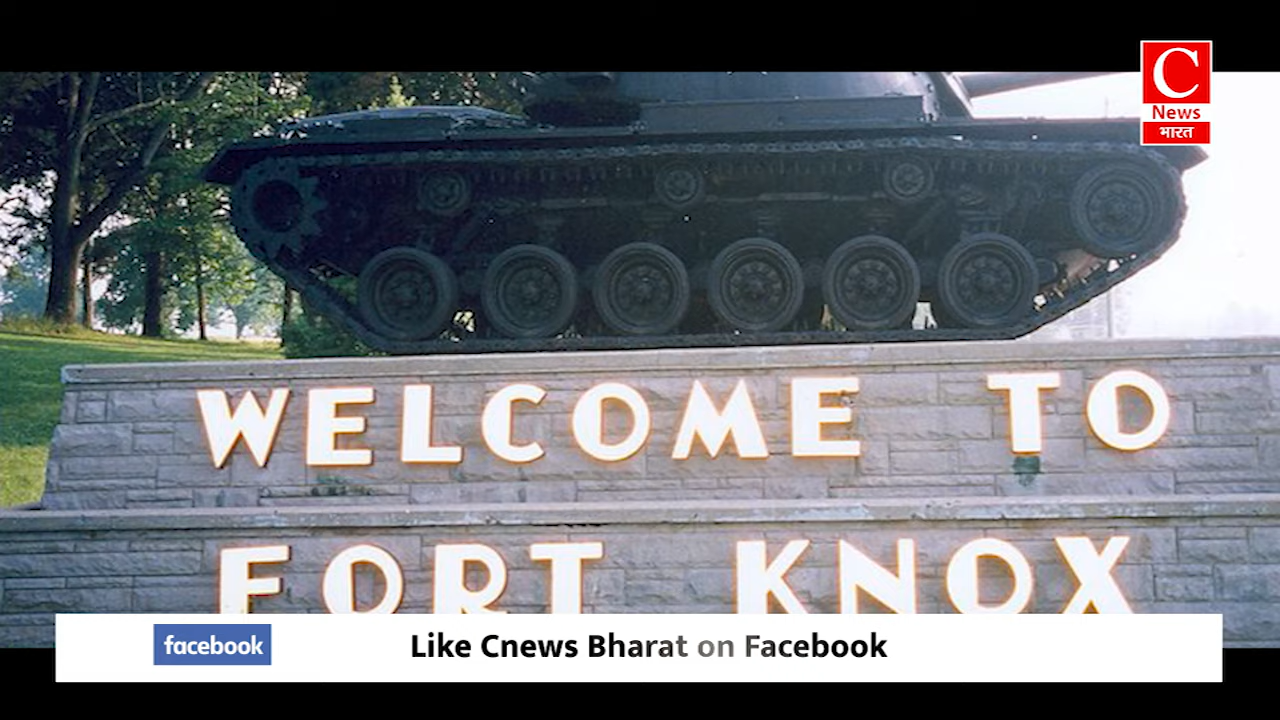 C
News
भारत
WELCOME TO
FORT KNOX
facebook
Like Cnews Bharat on Facebook